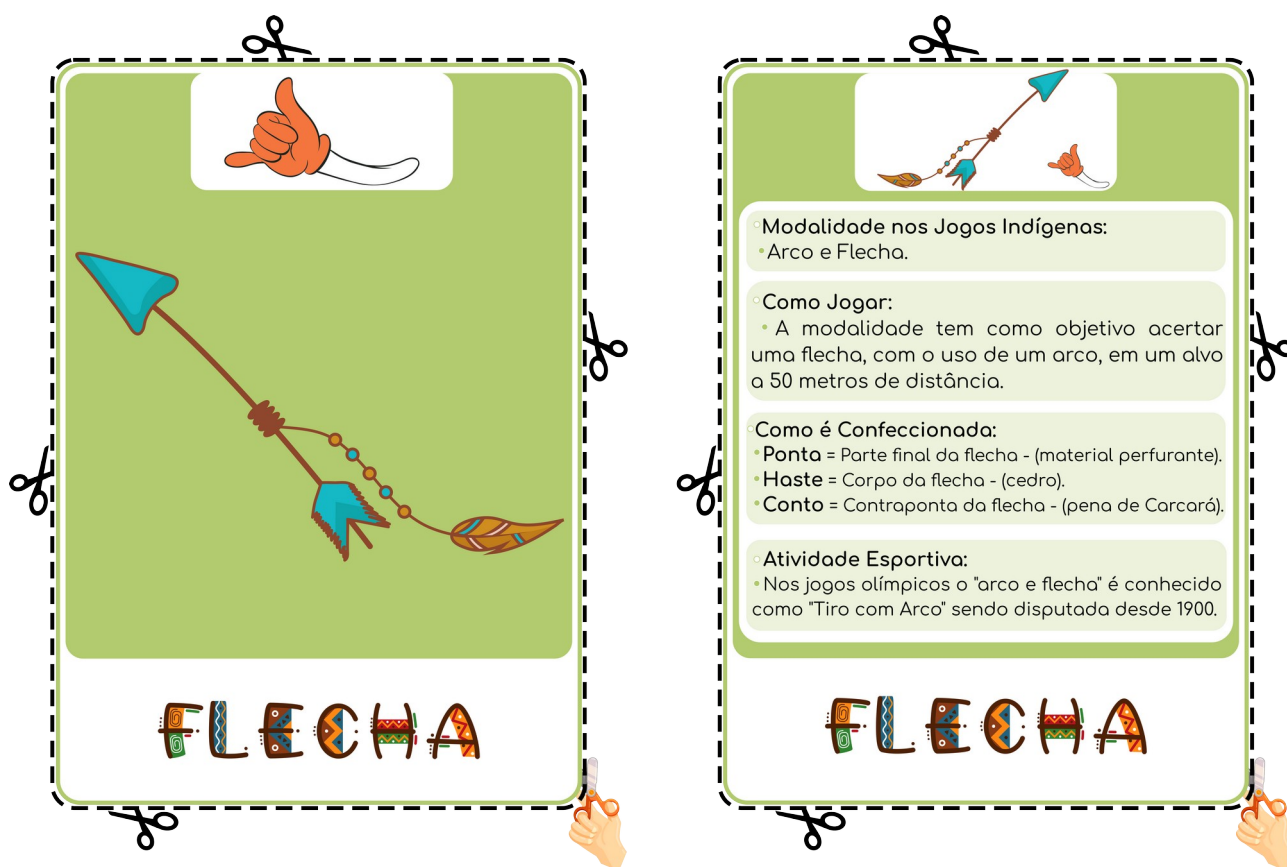 FLECHA
Modalidade nos Jogos Indígenas:
Arco e Flecha.
Como Jogar:
A modalidade tem como objetivo acertar
uma flecha, com o uso de um arco, em um alvo
a 50 metros de distância.
Como é Confeccionada:
Ponta = Parte final da flecha - (material perfurante).
Haste = Corpo da flecha - (cedro).
Conto = Contraponta da flecha - (pena de Carcará).
Atividade Esportiva:
Nos jogos olímpicos o "arco e flecha" é conhecido
como "Tiro com Arco" sendo disputada desde 1900.
FLECHA